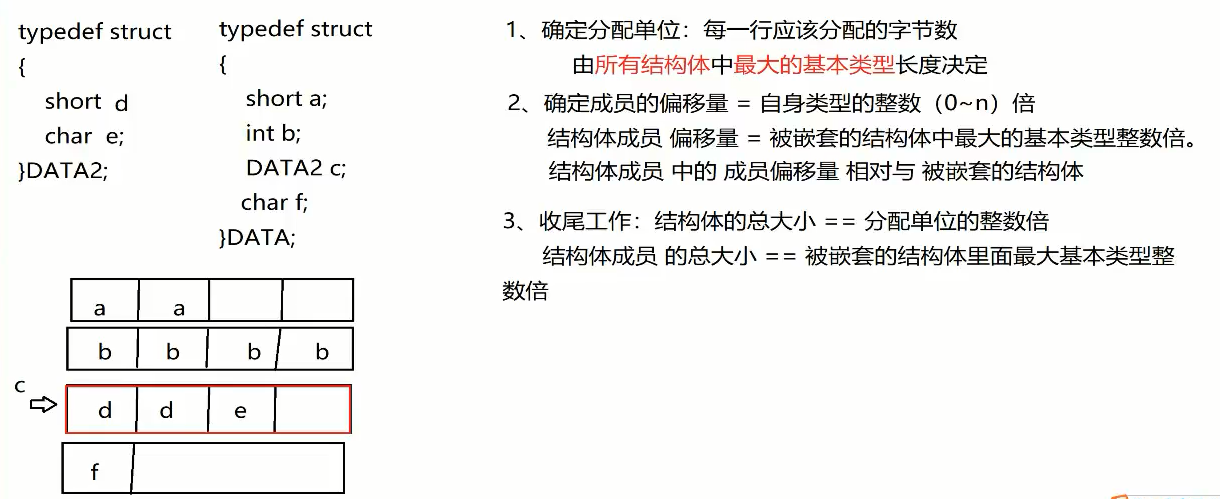 typedef struct
{
short d
char e;
}DATA2;
typedef struct
{
short a;
int b;
DATA2 c;
char f;
}DATA;
a a
b b b b
c
d d e
f
1、确定分配单位：每一行应该分配的字节数
由所有结构体中最大的基本类型长度决定
2、确定成员的偏移量 = 自身类型的整数（0~n）倍
结构体成员 偏移量 = 被嵌套的结构体中最大的基本类型整数倍。
结构体成员 中的 成员偏移量 相对与 被嵌套的结构体
3、收尾工作：结构体的总大小 == 分配单位的整数倍
结构体成员 的总大小 == 被嵌套的结构体里面最大基本类型整
数倍